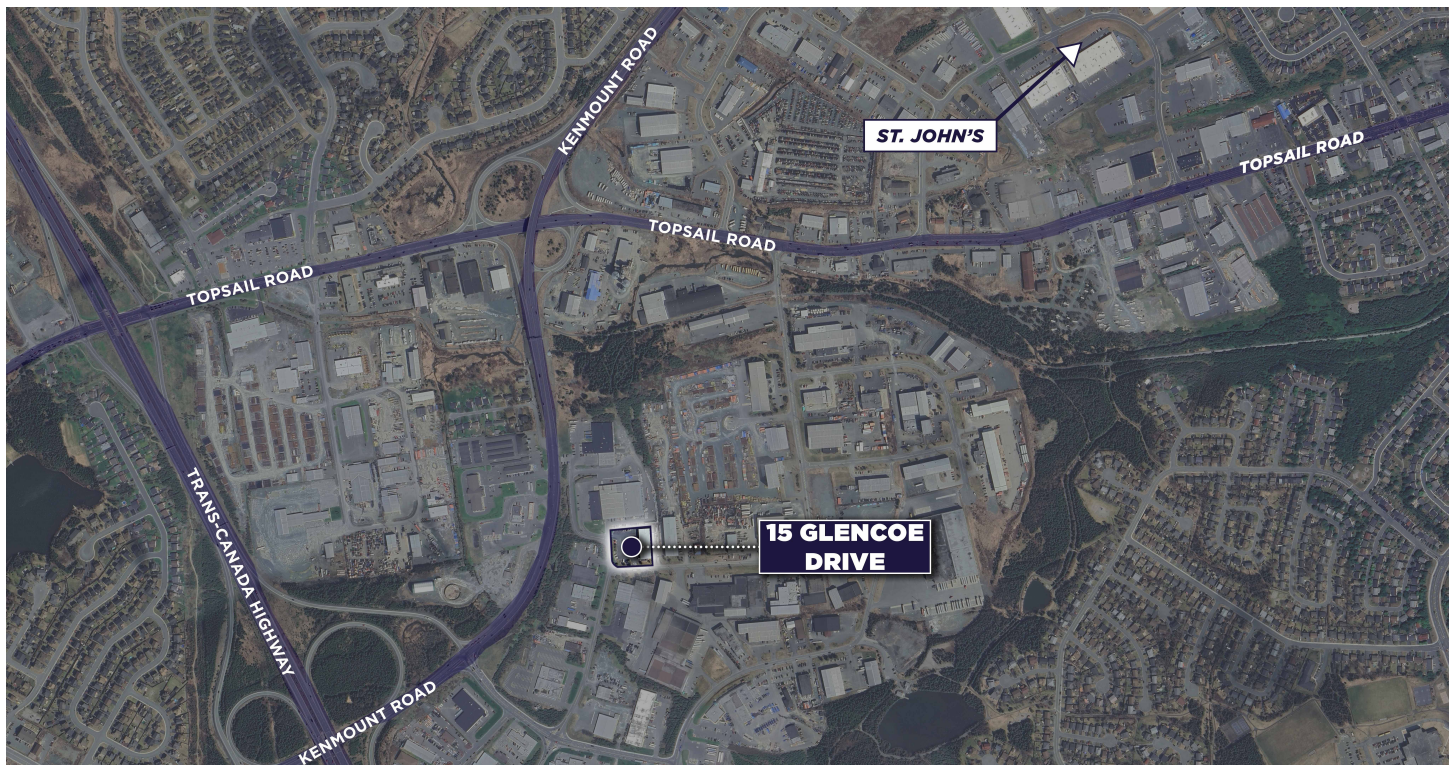 KENMOUNT ROAD
ST. JOHN'S
TOPSAIL ROAD
TOPSAIL ROAD
TOPSAIL ROAD
TRANS-CANADA HIGHWAY
15 GLENCOE
DRIVE
KENMOUNT ROAD